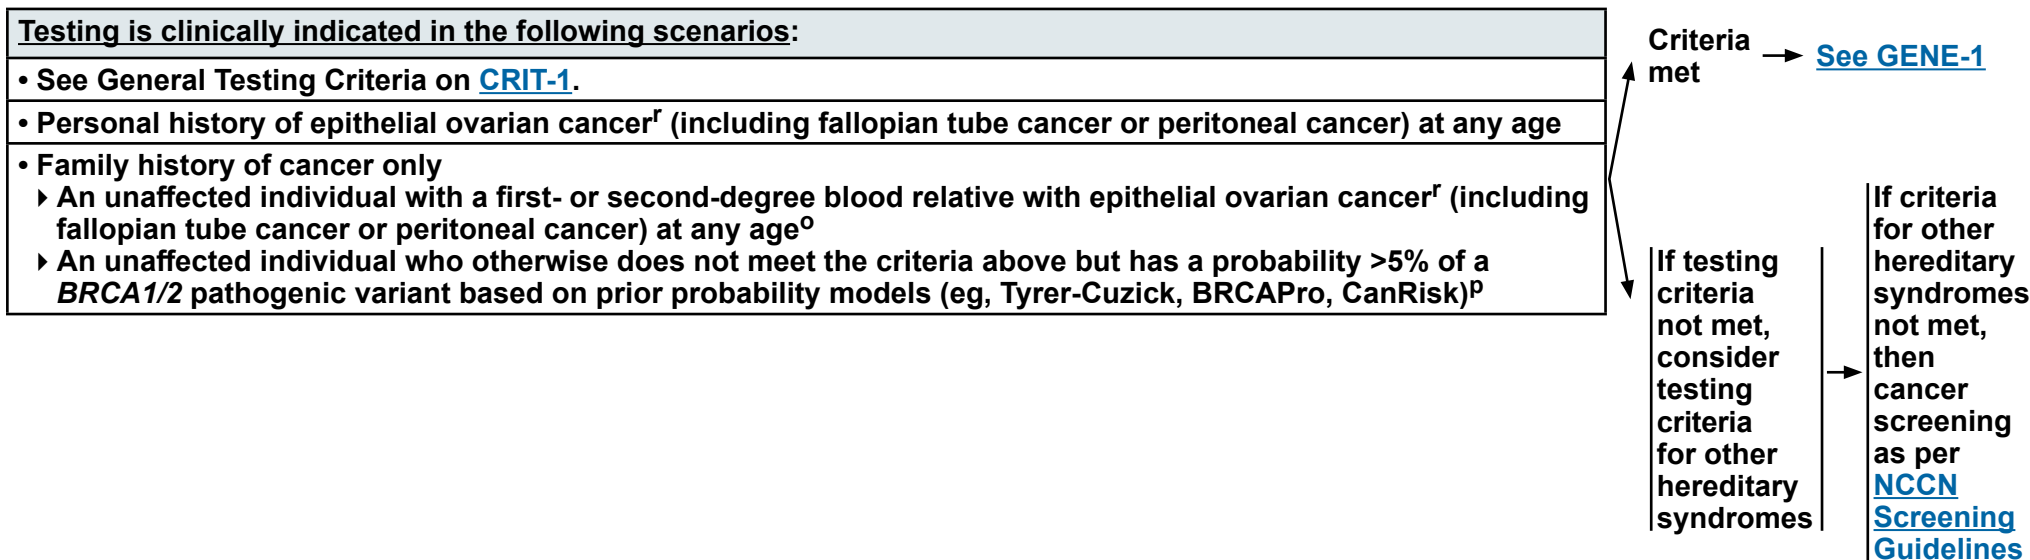 Testing is clinically indicated in the following scenarios:
• See General Testing Criteria on CRIT-1.
• Personal history of epithelial ovarian cancerr (including fallopian tube cancer or peritoneal cancer) at any age
• Family history of cancer only
▸ An unaffected individual with a first- or second-degree blood relative with epithelial ovarian cancerr (including
fallopian tube cancer or peritoneal cancer) at any ageo
▸ An unaffected individual who otherwise does not meet the criteria above but has a probability >5% of a
BRCA1/2 pathogenic variant based on prior probability models (eg, Tyrer-Cuzick, BRCAPro, CanRisk)p
Criteria
met
See GENE-1
If testing
criteria
not met,
consider
testing
criteria
for other
hereditary
syndromes
If criteria
for other
hereditary
syndromes
not met,
then
cancer
screening
as per
NCCN
Screening
Guidelines